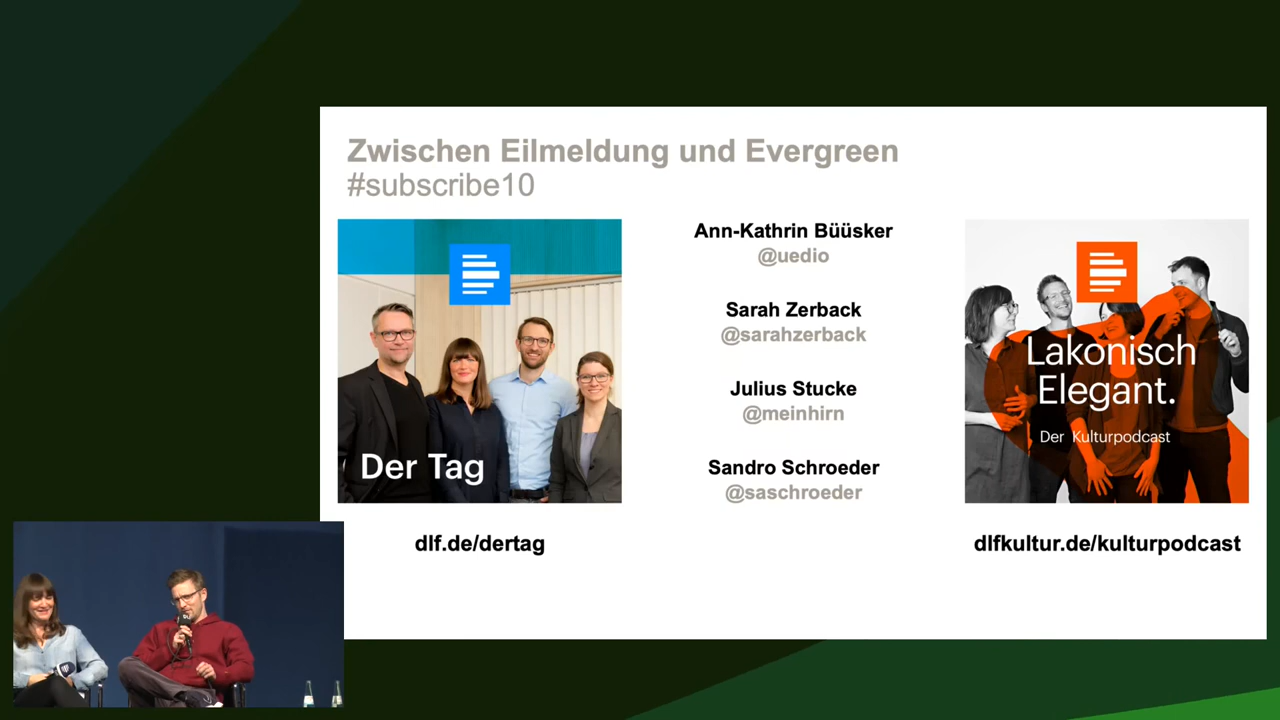 Zwischen Eilmeldung und Evergreen
#subscribe10
Der Tag
dlf.de/dertag
Ann-Kathrin Büüsker
@uedio
Sarah Zerback
@sarahzerback
Julius Stucke
@meinhirn
Sandro Schroeder
@saschroeder
Lakonisch
Elegant.
Der Kulturpodcast
dlfkultur.de/kulturpodcast